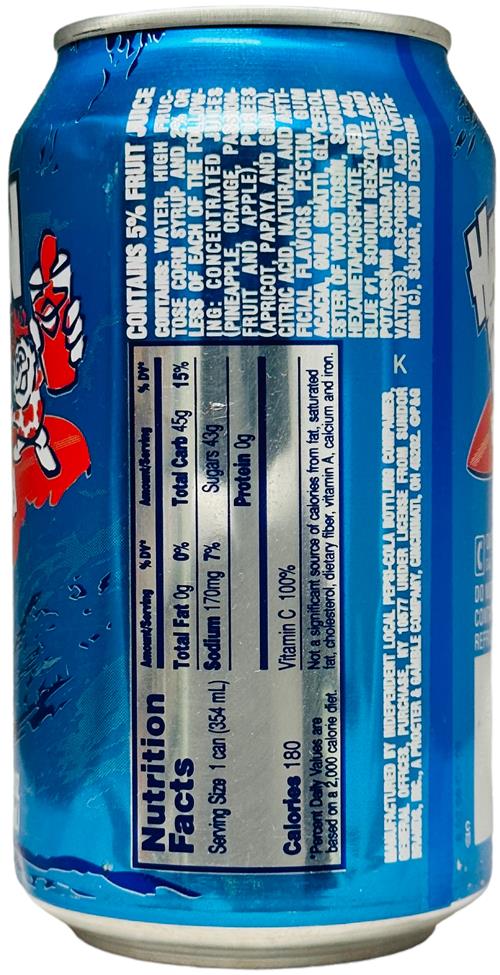 CONTAINS 5% FRUIT JUICE
CONTAINS: WATER, HIGH FRUC-
TOSE CORN SYRUP AND 2% OR
LESS OF EACH OF THE FOLLOW-
ING: CONCENTRATED JUICES
(PINEAPPLE, ORANGE, PASSION-
FRUIT AND APPLE), PUREES
(APRICOT, PAPAYA AND GUAVA),
CITRIC ACID, NATURAL AND ARTI-
FICIAL FLAVORS, PECTIN, GUM
ACACIA, GUM GHATTI, GLYCEROL
ESTER OF WOOD ROSIN, SODIUM
HEXAMETAPHOSPHATE, RED AND
BLUE #1, SODIUM BENZOATE AND
POTASSIUM SORBATE (PRESER-
VATIVES), ASCORBIC ACID (VITA-
MIN C), SUGAR, AND DEXTRIN.
K
Nutrition
Facts
Serving Size 1 can (354 mL)
Calories 180
*Percent Daily Values are
based on a 2,000 calorie diet.
Amount/Serving % DV* Amount/Serving % DV*
Total Fat 0g 0% Total Carb 45g 15%
Sodium 170mg 7% Sugars 43g
Protein 0g
Vitamin C 100%
Not a significant source of calories from fat, saturated
fat, cholesterol, dietary fiber, vitamin A, calcium and iron.
MANUFACTURED BY INDEPENDENT LOCAL PEPSI-COLA BOTTLING COMPANIES,
GENERAL OFFICES, PURCHASE, NY 10577 UNDER LICENSE FROM SUNDOR
BRANDS, INC., A PROCTER & GAMBLE COMPANY, CINCINNATI, OH 45202.